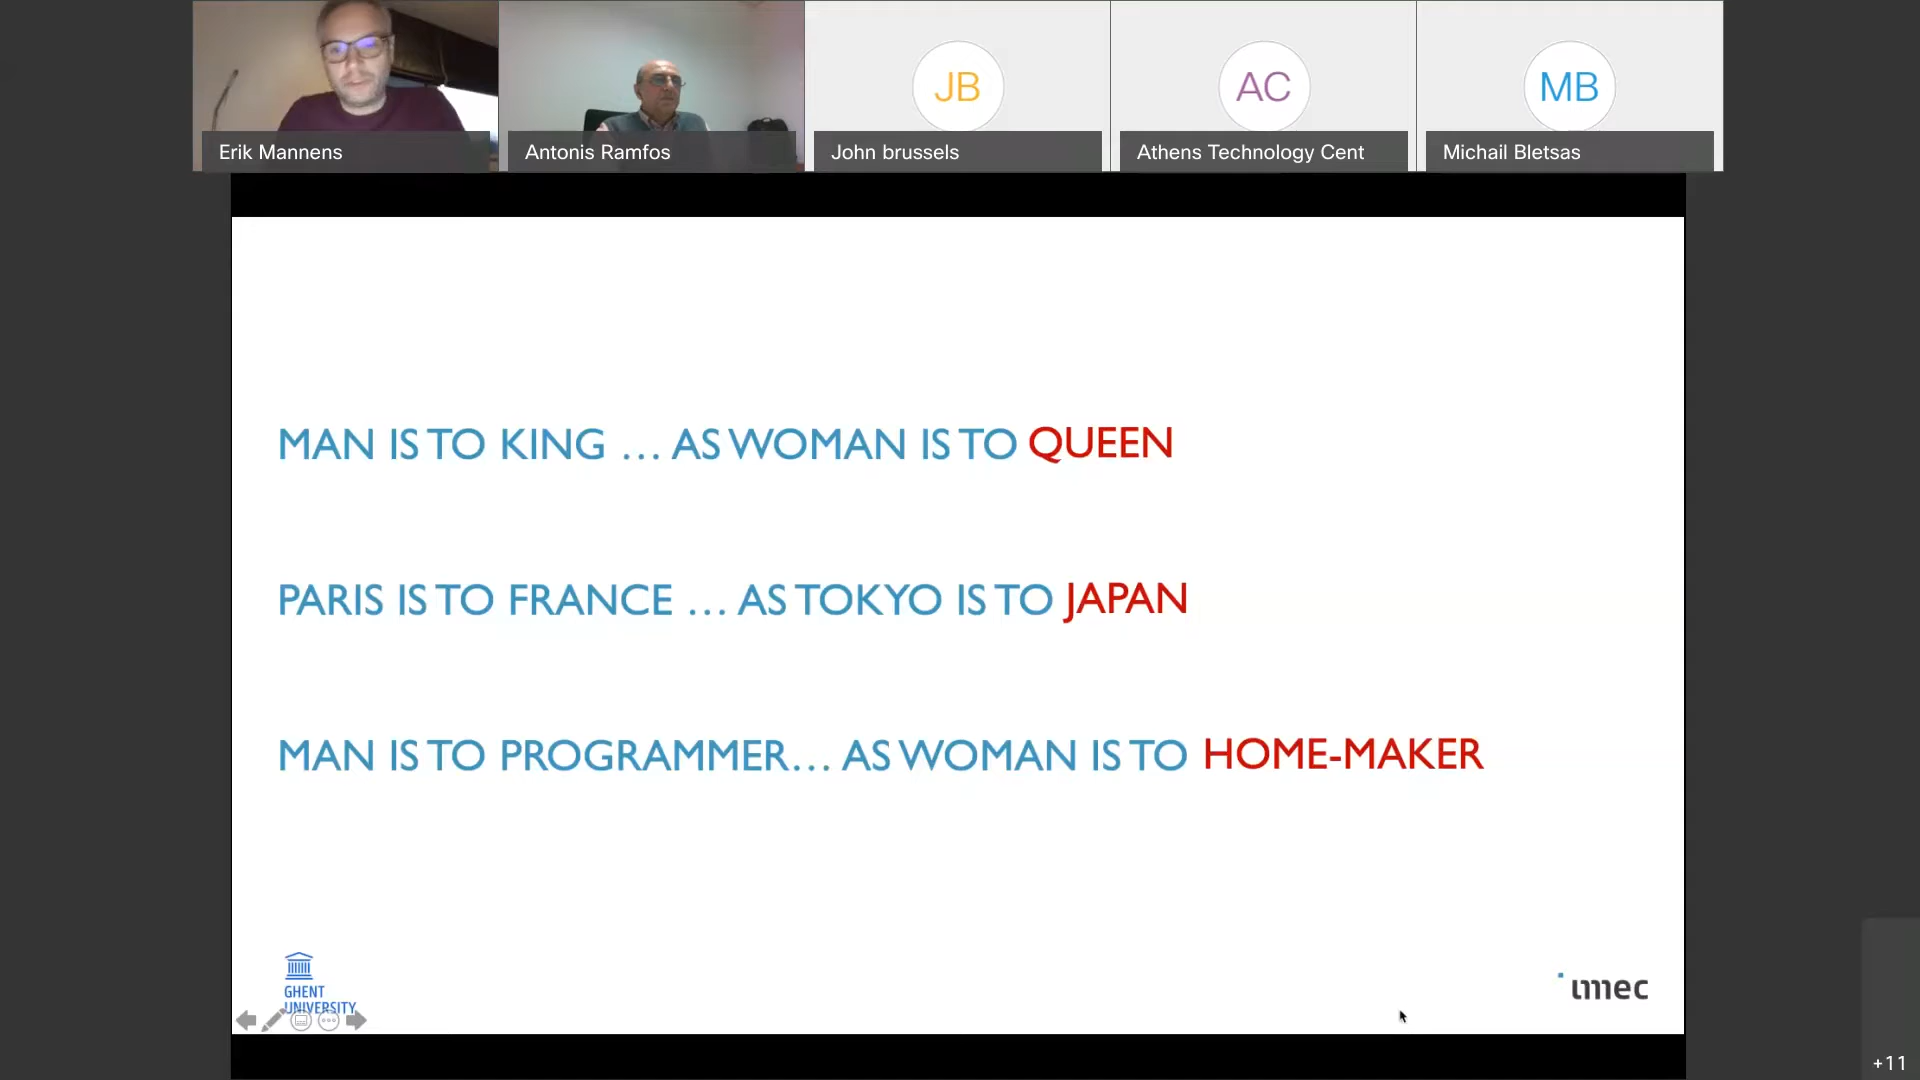 Erik Mannens
Antonis Ramfos
JB
John brussels
AC
Athens Technology Cent
MB
Michail Bletsas
MAN IS TO KING … AS WOMAN IS TO QUEEN
PARIS IS TO FRANCE … AS TOKYO IS TO JAPAN
MAN IS TO PROGRAMMER… AS WOMAN IS TO HOME-MAKER
GHENT
UNIVERSITY
imec
+11